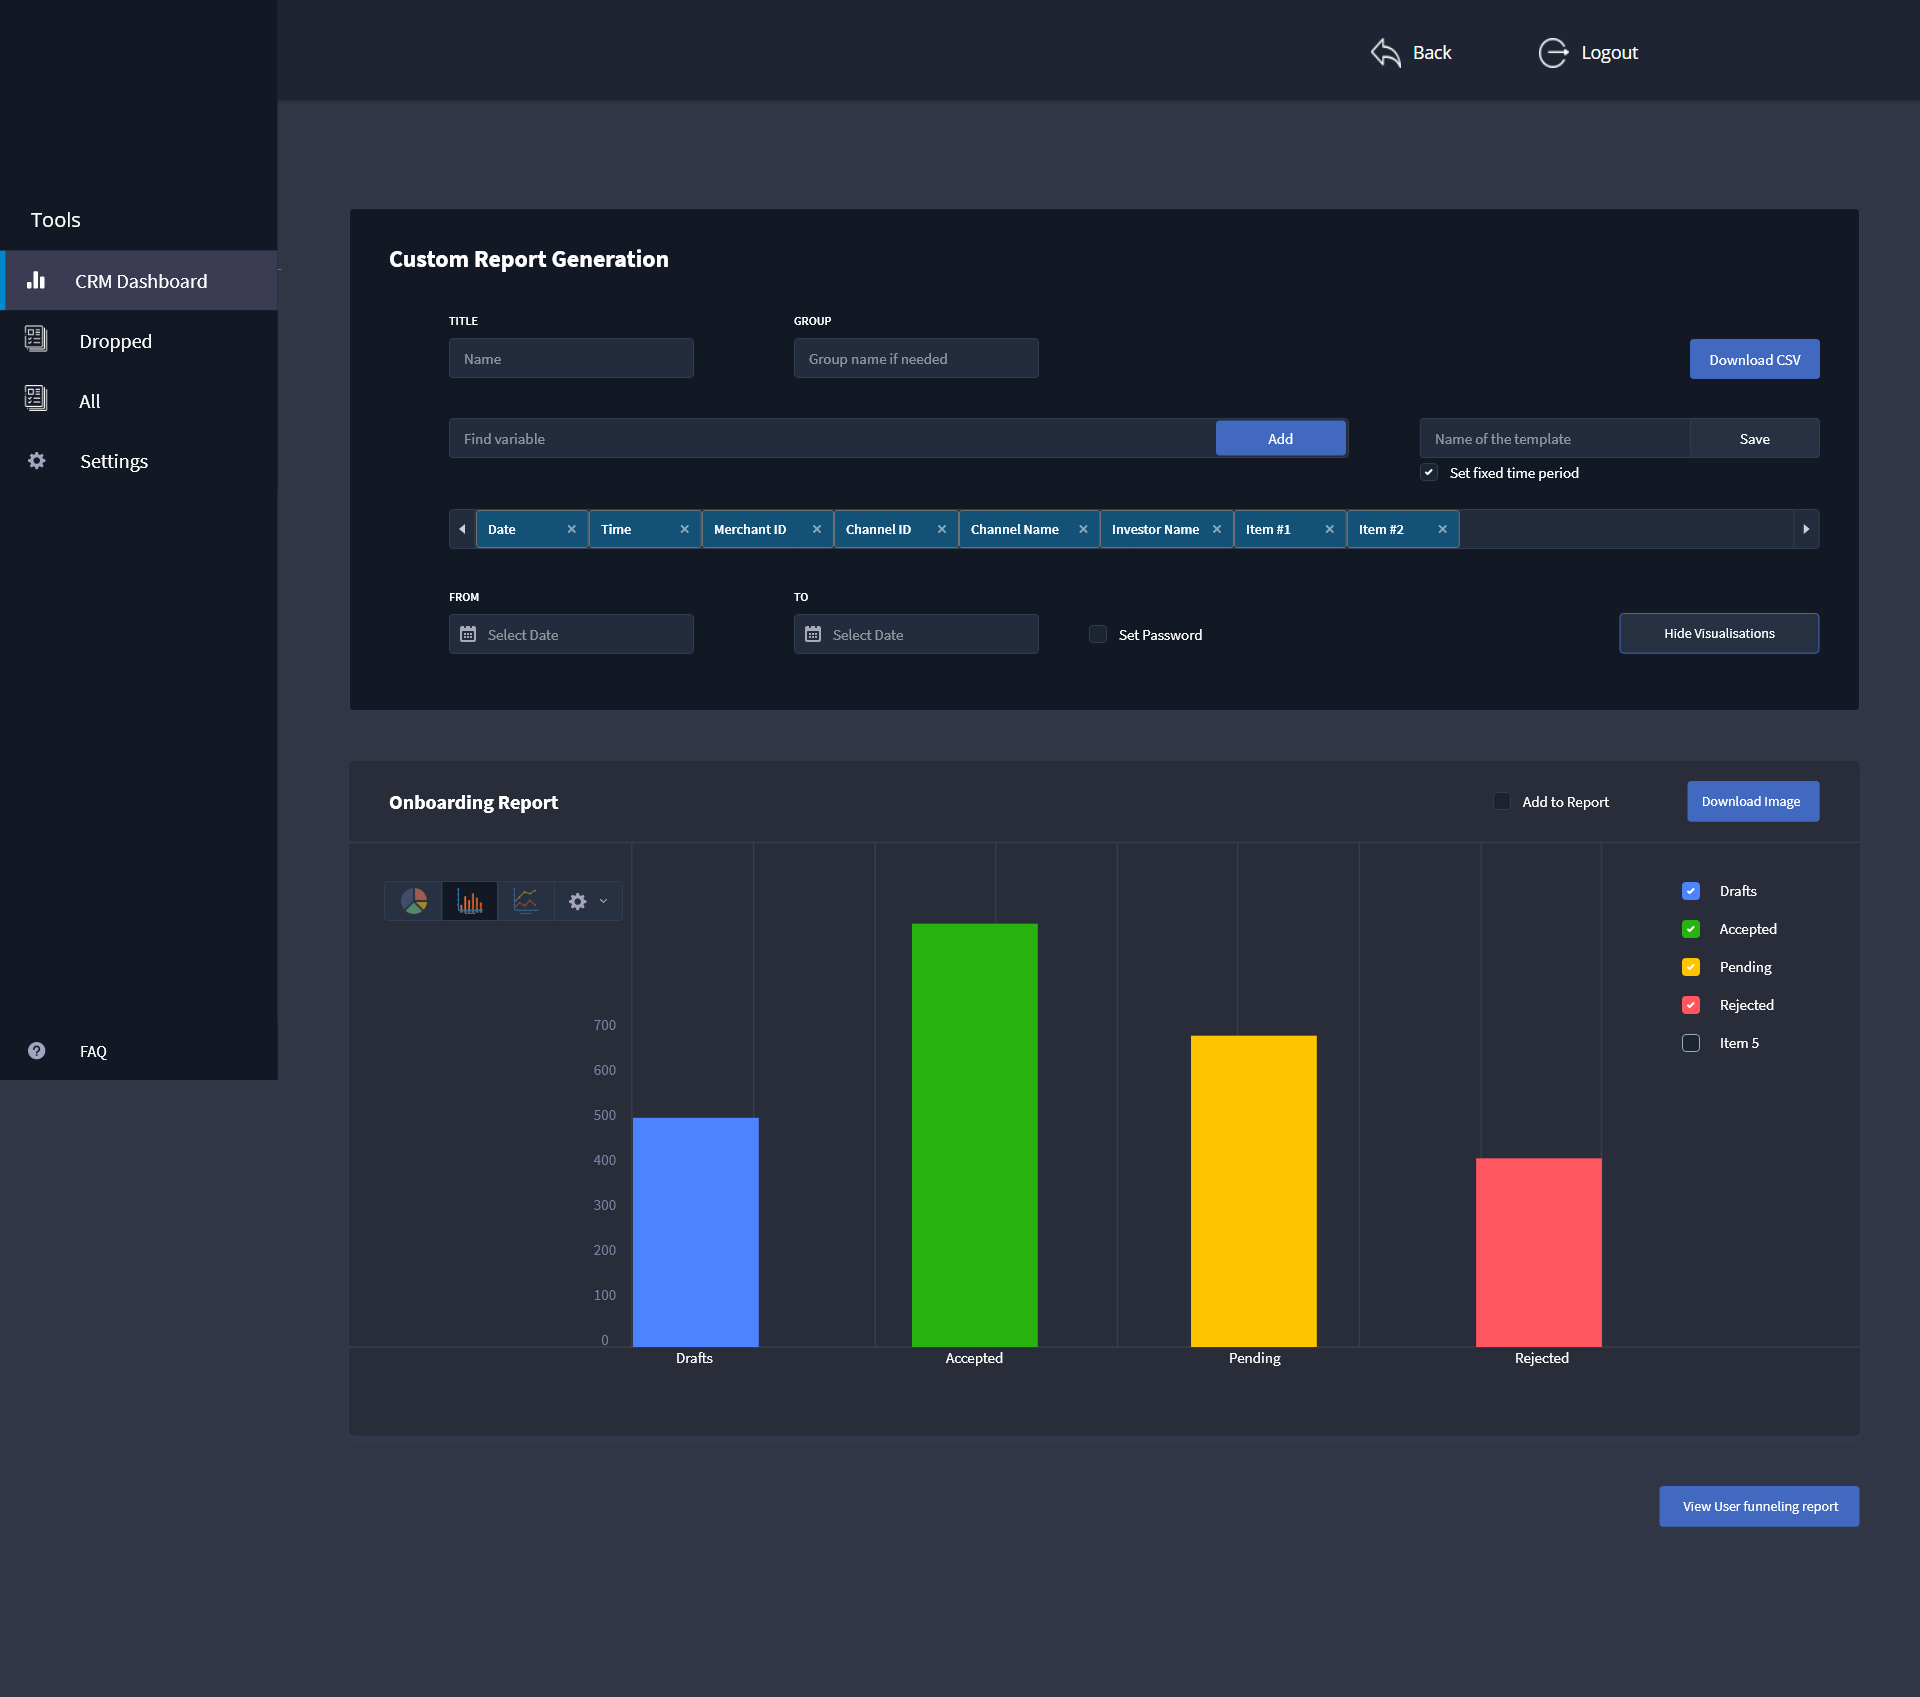 Back
Logout
Tools
CRM Dashboard
Dropped
All
Settings
FAQ
Custom Report Generation
TITLE
GROUP
Name
Group name if needed
Download CSV
Find variable
Add
Name of the template
Save
Set fixed time period
Date
Time
Merchant ID
Channel ID
Channel Name
Investor Name
Item #1
Item #2
FROM
TO
Select Date
Select Date
Set Password
Hide Visualisations
Onboarding Report
Add to Report
Download Image
Drafts
Accepted
Pending
Rejected
Item 5
700
600
500
400
300
200
100
0
Drafts
Accepted
Pending
Rejected
View User funneling report